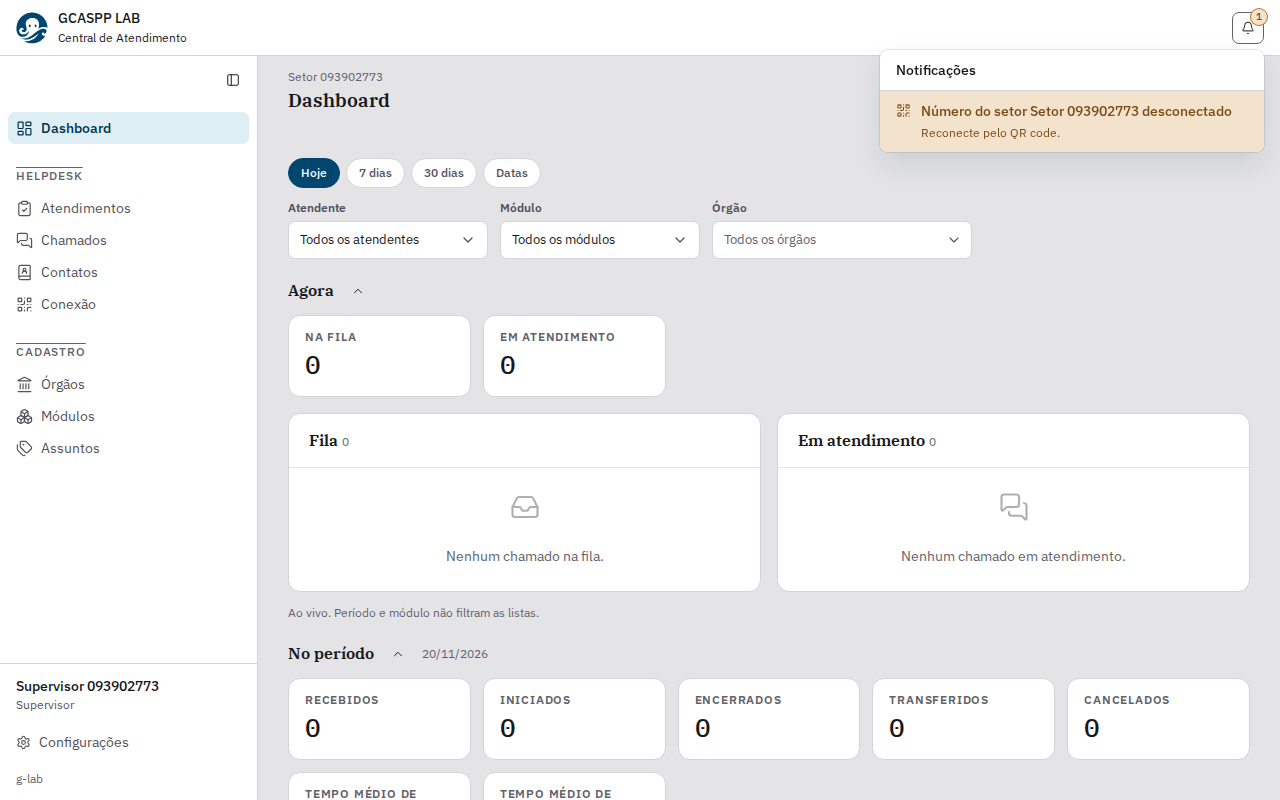 GCASPP LAB
Central de Atendimento
1
Notificações
Número do setor Setor 093902773 desconectado
Reconecte pelo QR code.
Dashboard
HELPDESK
Atendimentos
Chamados
Contatos
Conexão
CADASTRO
Órgãos
Módulos
Assuntos
Supervisor 093902773
Supervisor
Configurações
g-lab
Setor 093902773
Dashboard
Hoje 7 dias 30 dias Datas
Atendente Módulo Órgão
Todos os atendentes Todos os módulos Todos os órgãos
Agora
NA FILA EM ATENDIMENTO
0 0
Fila 0 Em atendimento 0
Nenhum chamado na fila. Nenhum chamado em atendimento.
Ao vivo. Período e módulo não filtram as listas.
No período 20/11/2026
RECEBIDOS INICIADOS ENCERRADOS TRANSFERIDOS CANCELADOS
0 0 0 0 0
TEMPO MÉDIO DE TEMPO MÉDIO DE